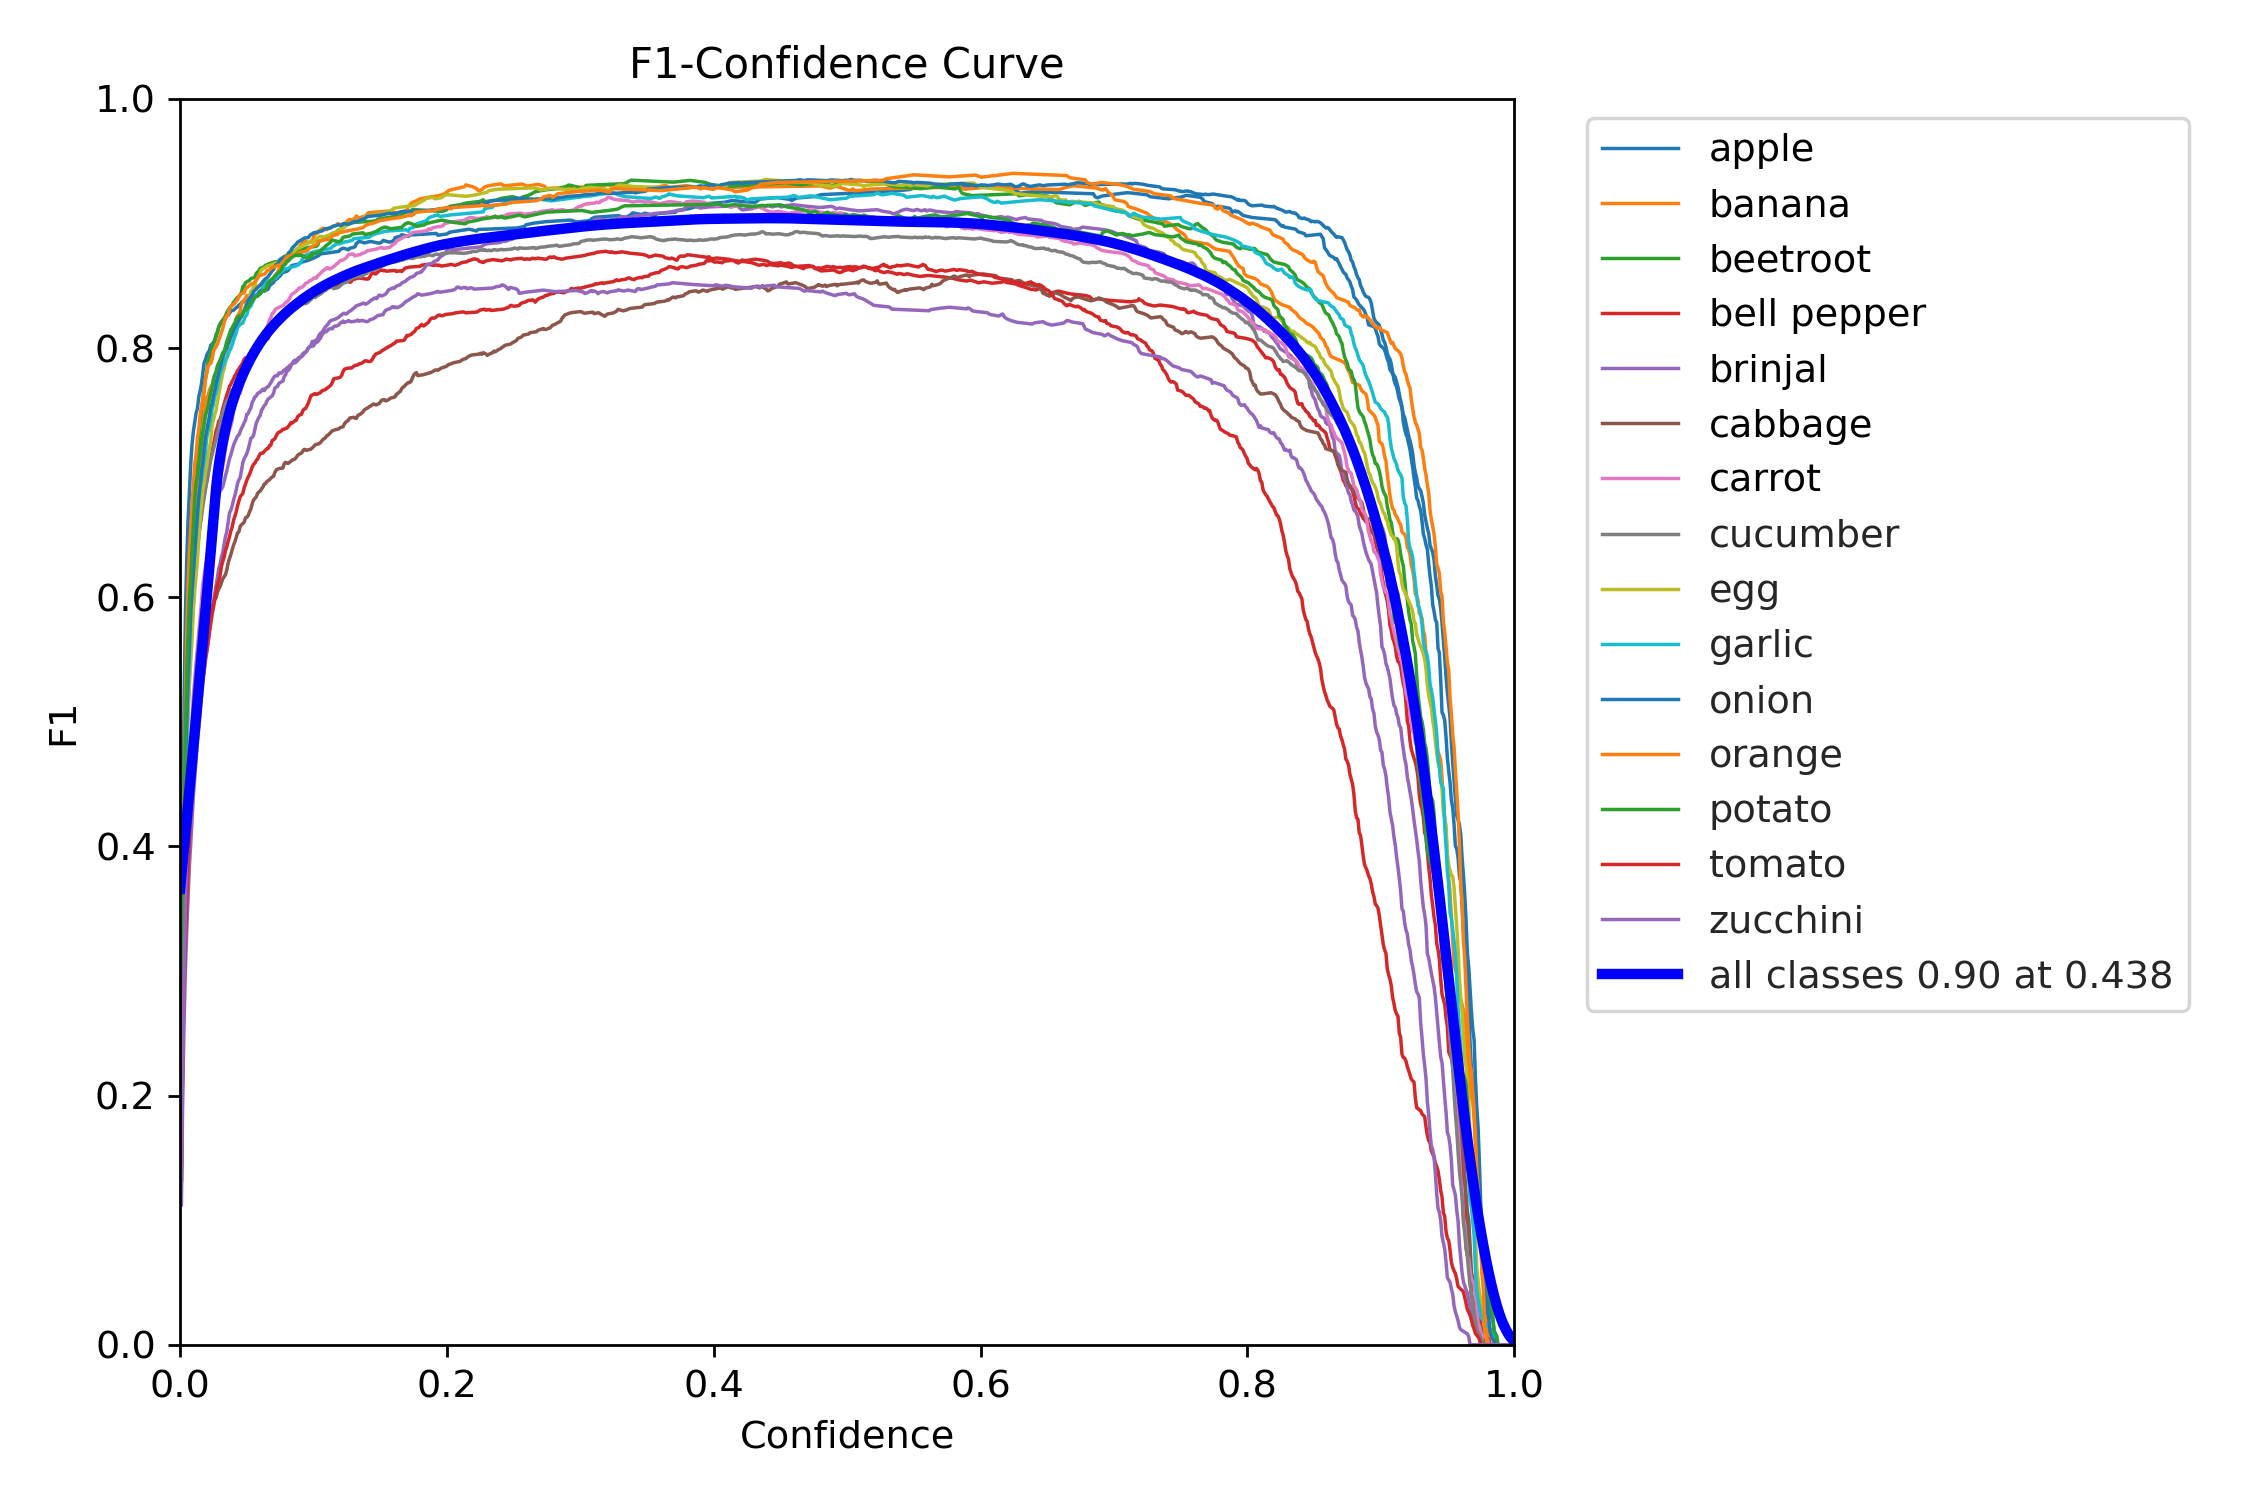 F1-Confidence Curve
1.0
0.8
0.6
0.4
0.2
0.0
F1
0.0 0.2 0.4 0.6 0.8 1.0
Confidence
apple
banana
beetroot
bell pepper
brinjal
cabbage
carrot
cucumber
egg
garlic
onion
orange
potato
tomato
zucchini
all classes 0.90 at 0.438